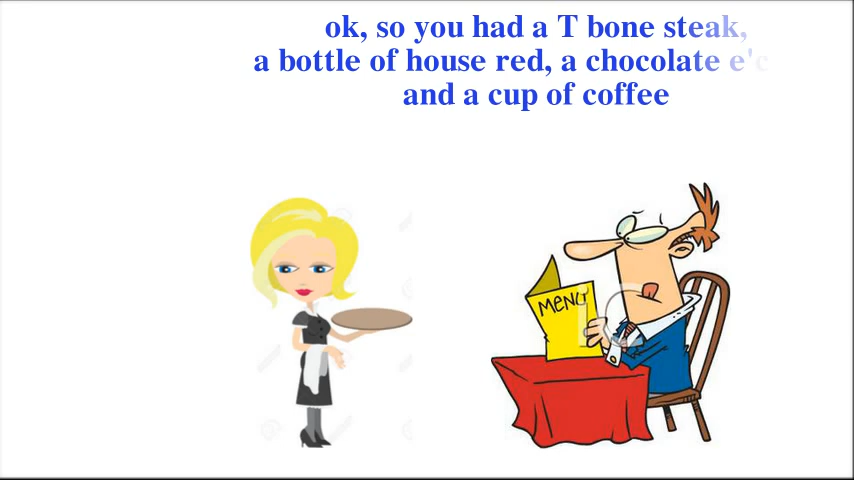 ok, so you had a T bone steak,
a bottle of house red, a chocolate e'c
and a cup of coffee
MENU